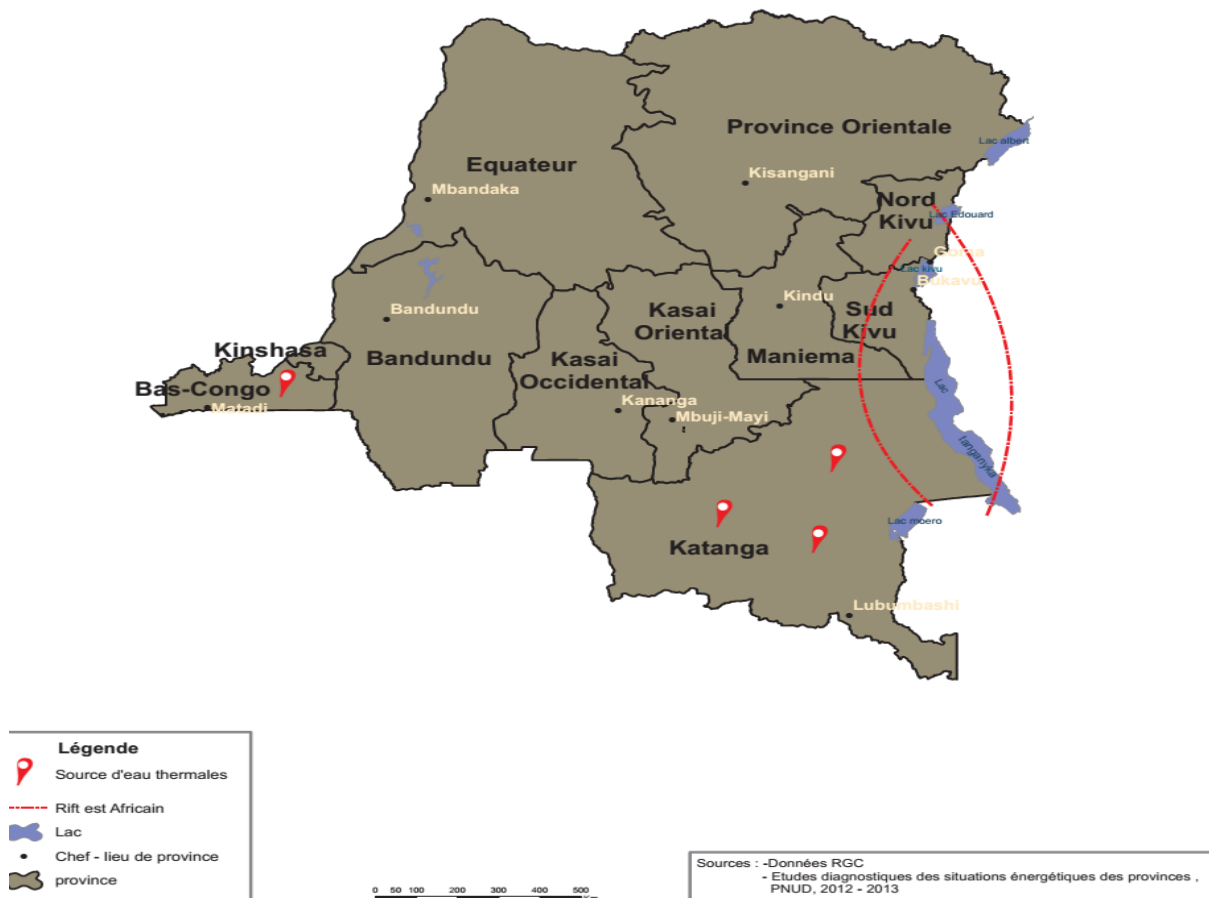 Province Orientale
Lac albert
Equateur
Kisangani
Mbandaka
Nord
Kivu
Lac Edouard
Goma
Lac kivu
Bukavu
Kasai
Oriental
Kindu
Sud
Kivu
Bandundu
Kinshasa
Bandundu
Kasai
Occidental
Maniema
Bas-Congo
Matadi
Kananga
Mbuji-Mayi
Lac
tanganyka
Lac moero
Katanga
Lubumbashi
Légende
Source d'eau thermales
Rift est Africain
Lac
Chef - lieu de province
province
0 50 100 200 300 400 500
Sources : -Données RGC
- Etudes diagnostiques des situations énergétiques des provinces ,
PNUD, 2012 - 2013